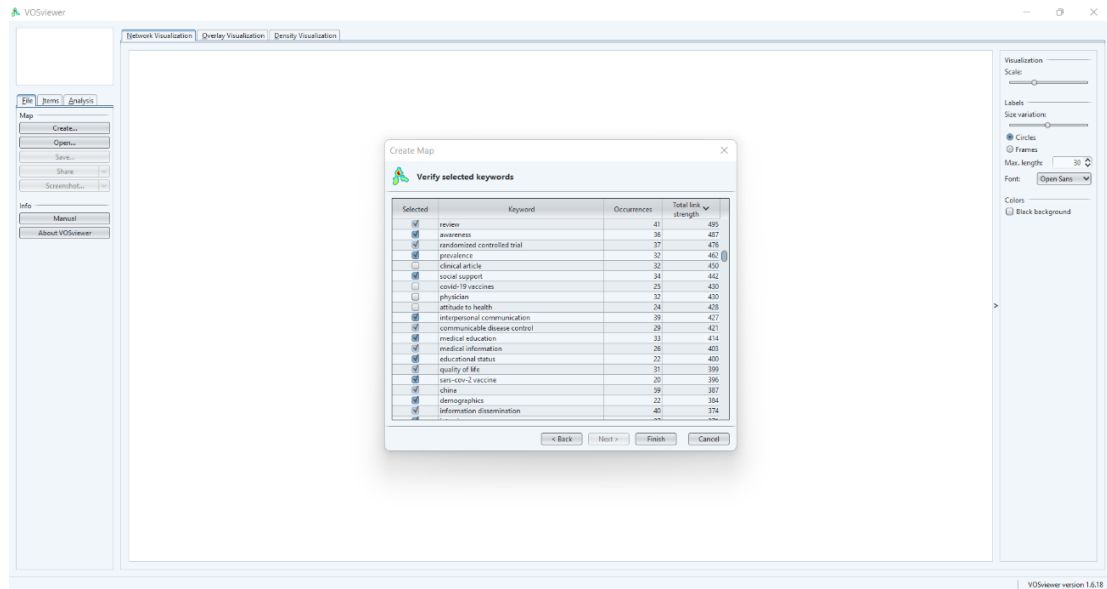 VOSviewer
Network Visualization Overlay Visualization Density Visualization
File Items Analysis
Map
Create...
Open...
Save...
Share
Screenshot...
Info
Manual
About VOSviewer
Create Map
Verify selected keywords
Selected Keyword Occurrences Total link strength
review 41 495
awareness 36 487
randomized controlled trial 37 476
prevalence 32 462
clinical article 32 450
social support 34 442
covid-19 vaccines 25 430
physician 32 430
attitude to health 24 428
interpersonal communication 39 427
communicable disease control 29 421
medical education 33 414
medical information 26 403
educational status 22 400
quality of life 31 399
sars-cov-2 vaccine 20 396
china 59 387
demographics 22 384
information dissemination 40 374
< Back Next > Finish Cancel
>
Visualization
Scale:
Labels
Size variation:
Circles
Frames
Max. length: 30
Font: Open Sans
Colors
Black background
VOSviewer version 1.6.18